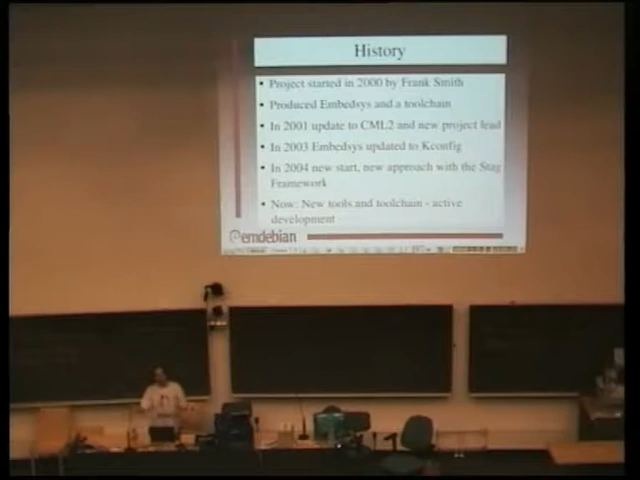 History
• Project started in 2000 by Frank Smith
• Produced Embedsys and a toolchain
• In 2001 update to CML2 and new project lead
• In 2003 Embedsys updated to Kconfig
• In 2004 new start, new approach with the Stag
Framework
• Now: New tools and toolchain - active
development
emdebian